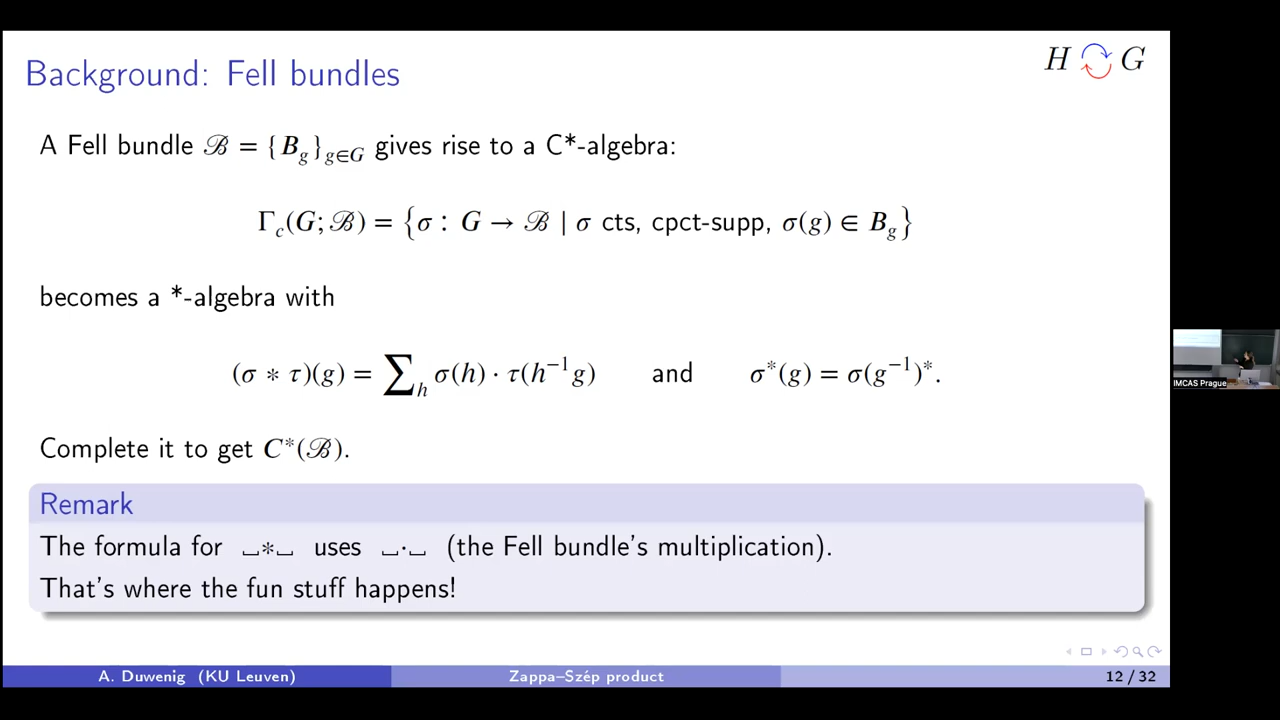 Background: Fell bundles
H G
A Fell bundle ℬ = {B_g}_{g∈G} gives rise to a C*-algebra:
Γ_c(G; ℬ) = {σ : G → ℬ | σ cts, cpct-supp, σ(g) ∈ B_g}
becomes a *-algebra with
(σ * τ)(g) = ∑_h σ(h) · τ(h⁻¹g) and σ*(g) = σ(g⁻¹)*.
Complete it to get C*(ℬ).
Remark
The formula for ␣*␣ uses ␣·␣ (the Fell bundle's multiplication).
That's where the fun stuff happens!
IMCAS Prague
A. Duwenig (KU Leuven) Zappa–Szép product 12 / 32